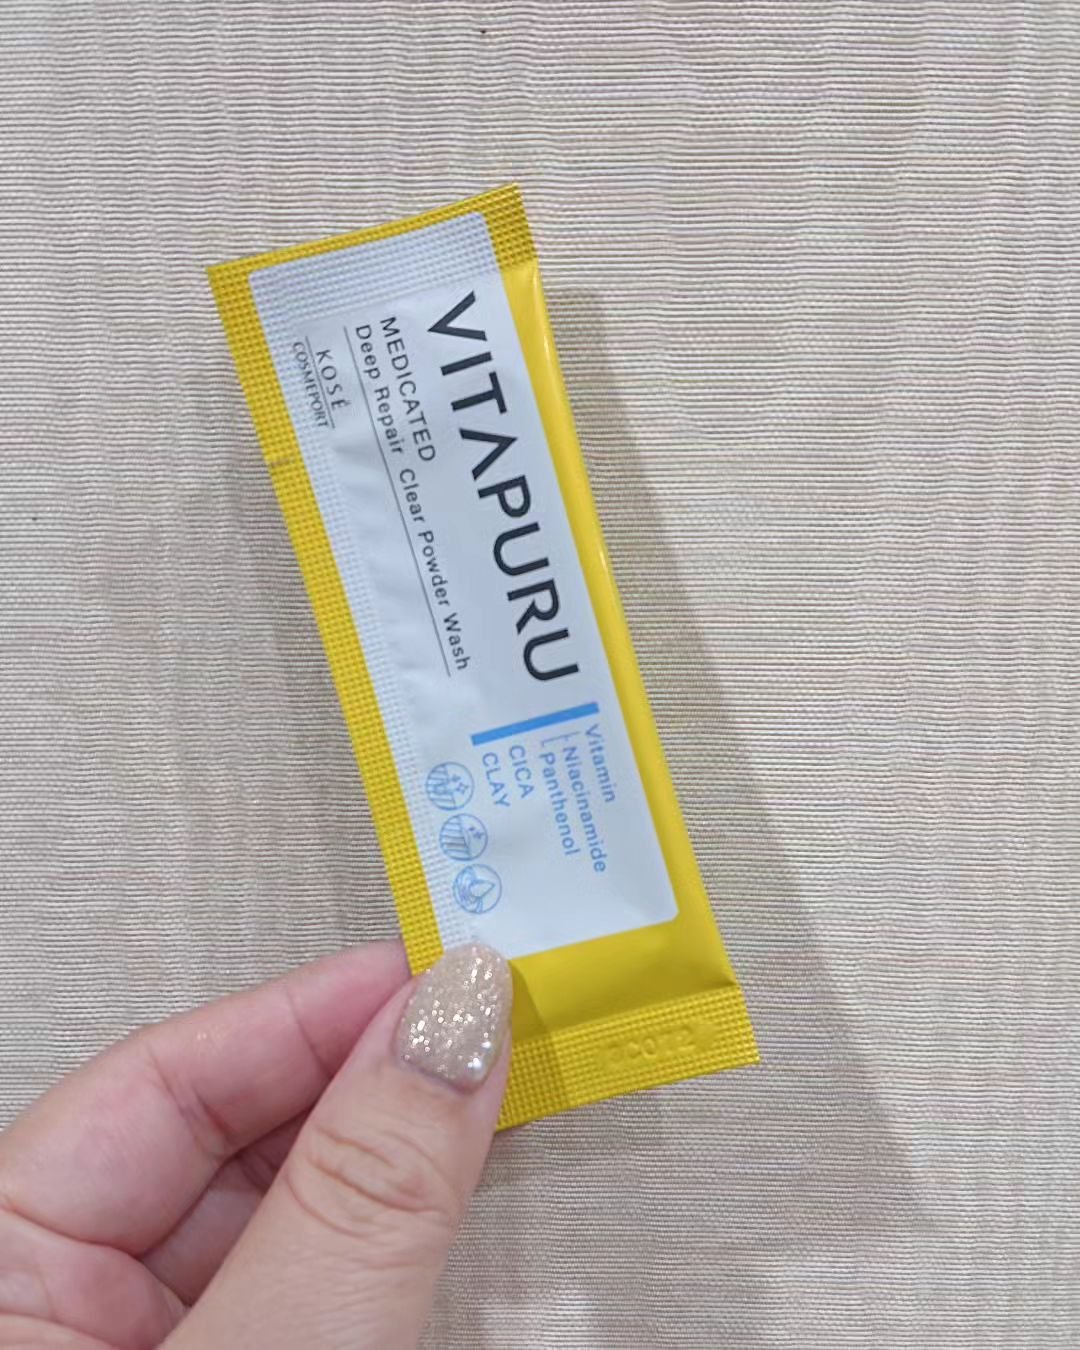 VITAPURU
MEDICATED
Deep Repair Clear Powder Wash
KOSÉ
COSMEPORT
Vitamin
Niacinamide
Panthenol
CICA
CLAY